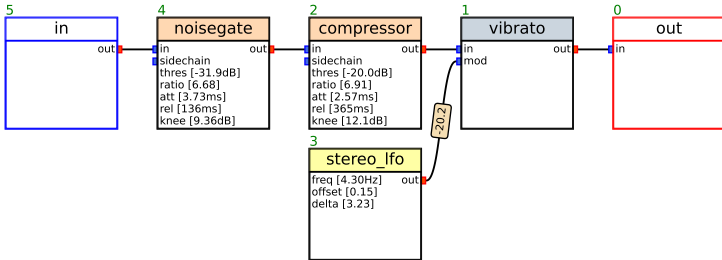 5
in
out
4
noisegate
in
out
sidechain
thres [-31.9dB]
ratio [6.68]
att [3.73ms]
rel [136ms]
knee [9.36dB]
2
compressor
in
out
sidechain
thres [-20.0dB]
ratio [6.91]
att [2.57ms]
rel [365ms]
knee [12.1dB]
1
vibrato
in
out
mod
0
out
in
-20.2
3
stereo_lfo
freq [4.30Hz]
out
offset [0.15]
delta [3.23]